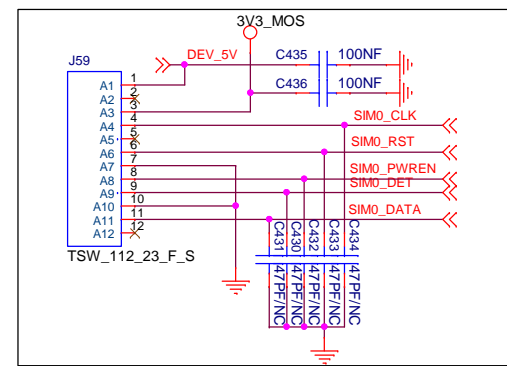 3V3_MOS
J59
DEV_5V
C435
100NF
C436
100NF
A1
1
A2
2
A3
3
A4
4
SIM0_CLK
A5
5
A6
6
SIM0_RST
A7
7
A8
8
SIM0_PWREN
A9
9
SIM0_DET
A10
10
A11
11
SIM0_DATA
A12
12
TSW_112_23_F_S
C431
C430
C432
C433
C434
47PF/NC
47PF/NC
47PF/NC
47PF/NC
47PF/NC